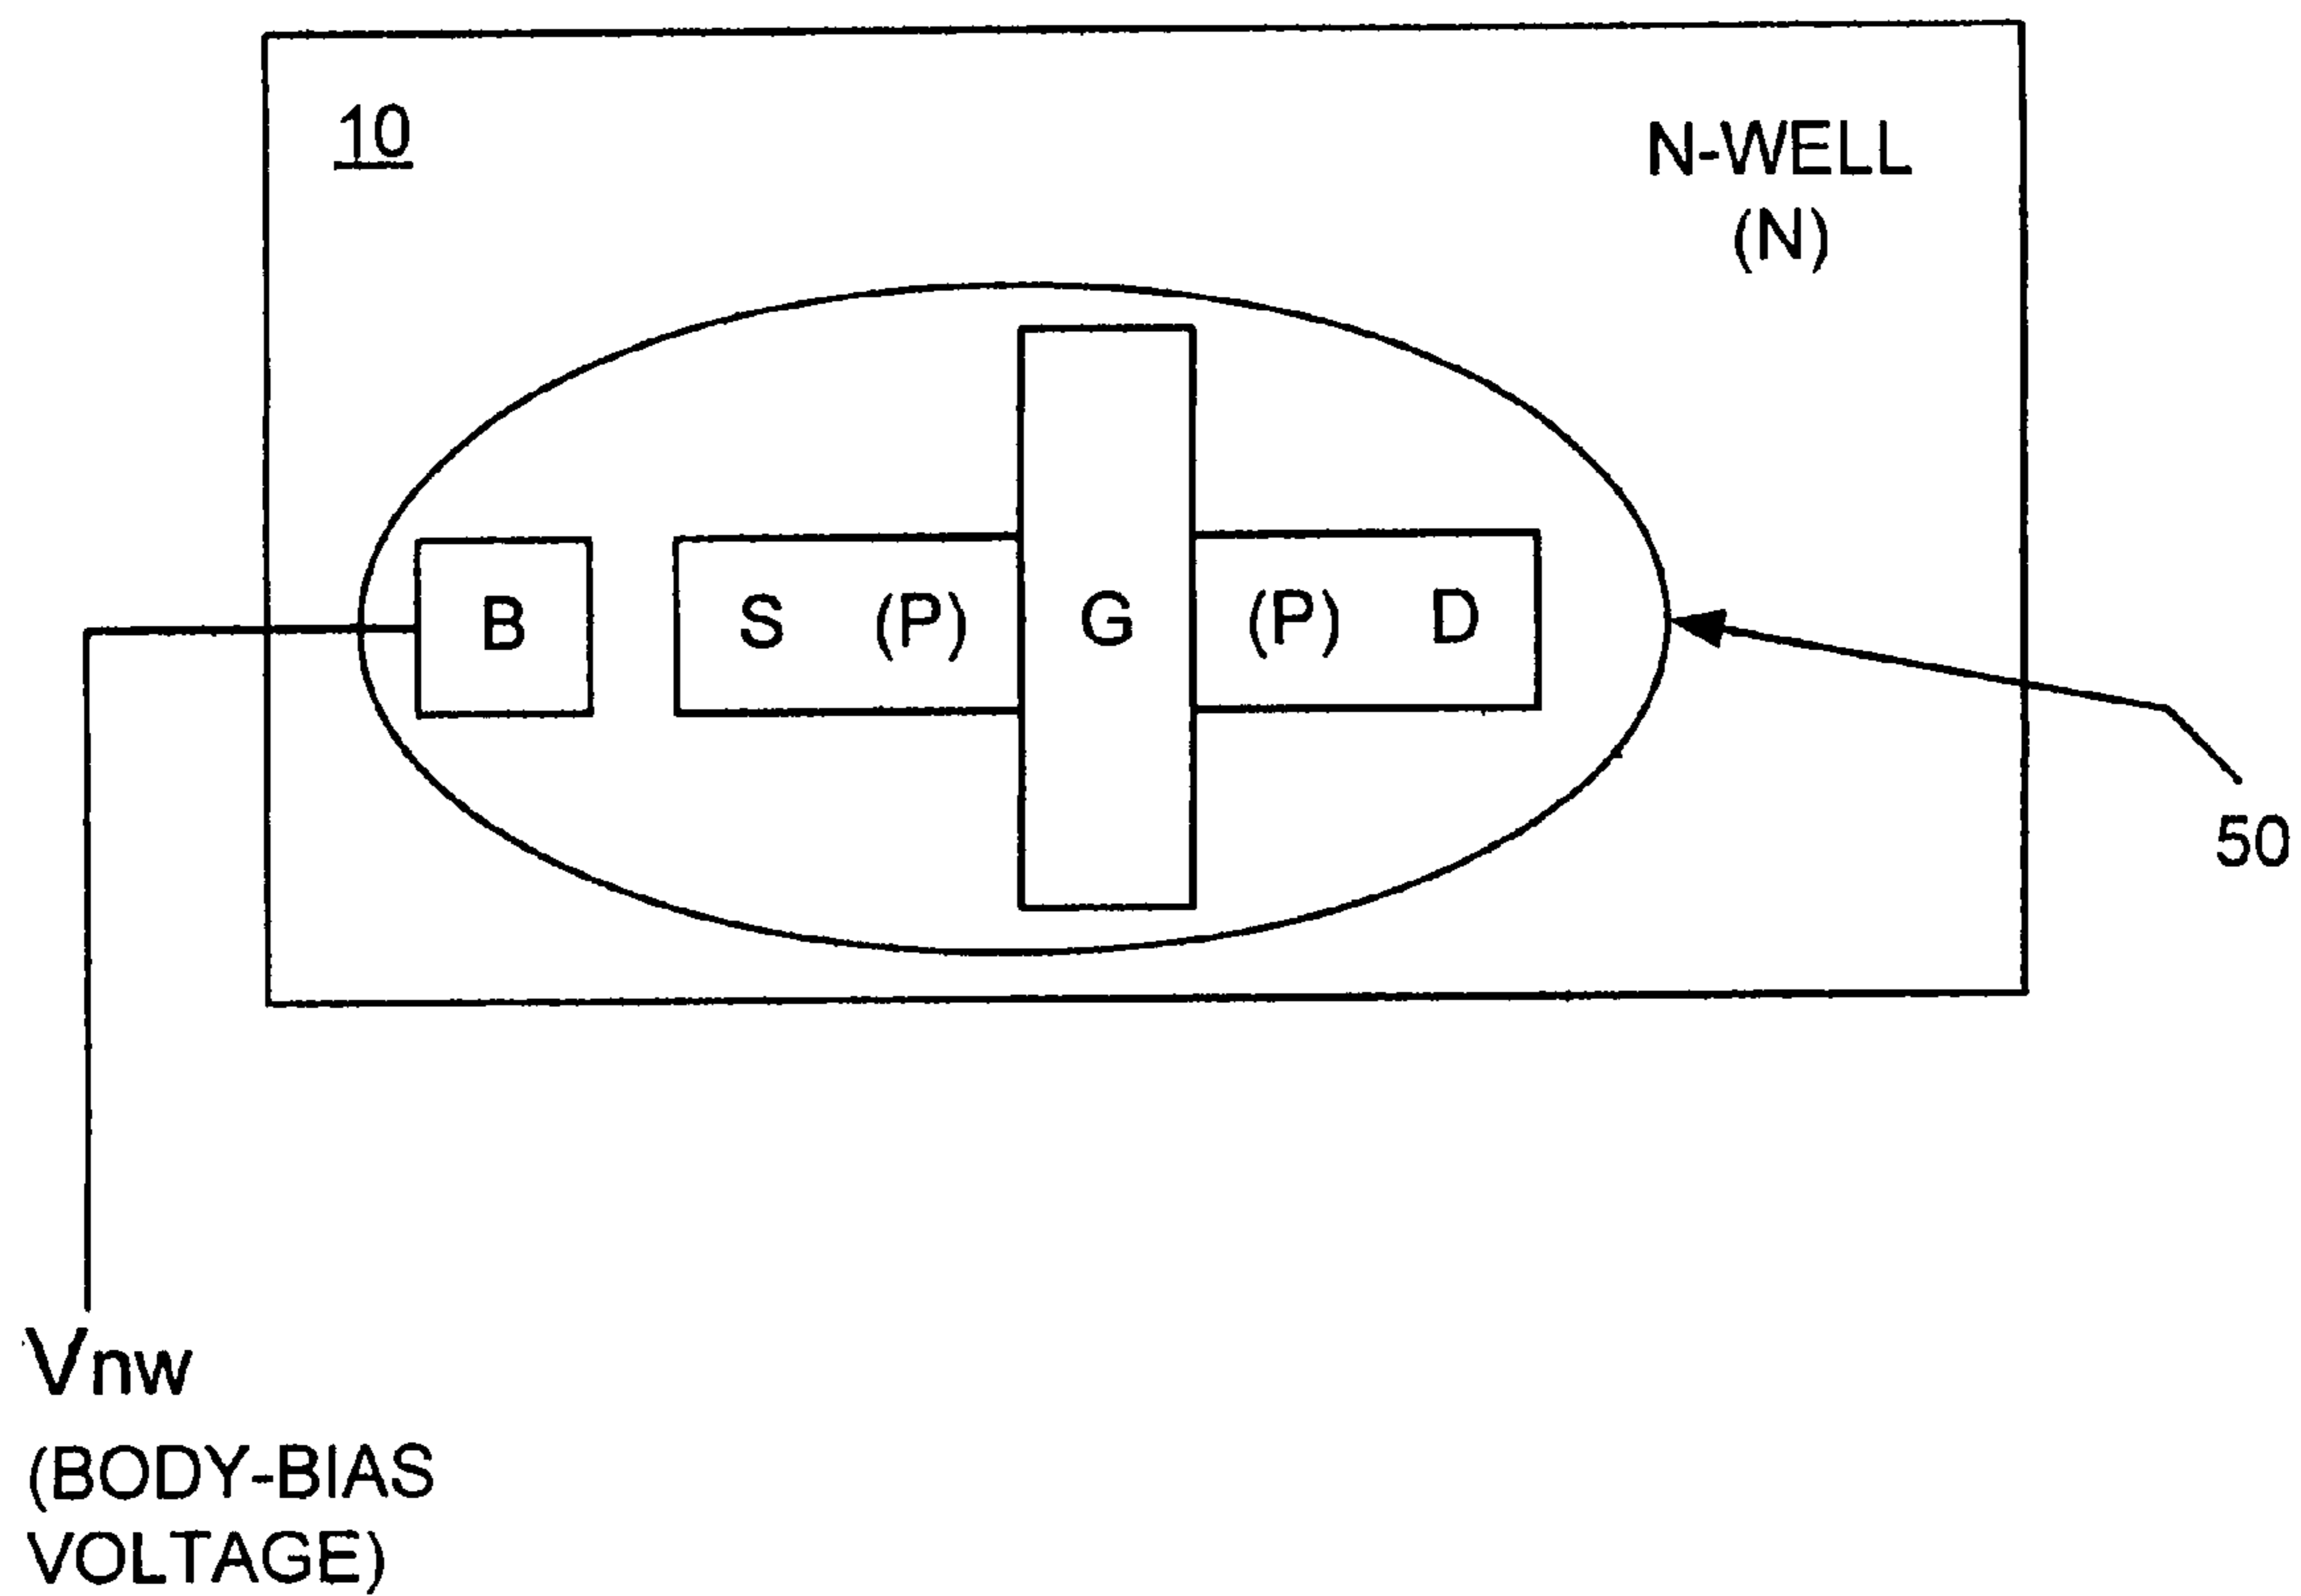 10
N-WELL
(N)
B S (P) G (P) D
50
Vnw
(BODY-BIAS
VOLTAGE)